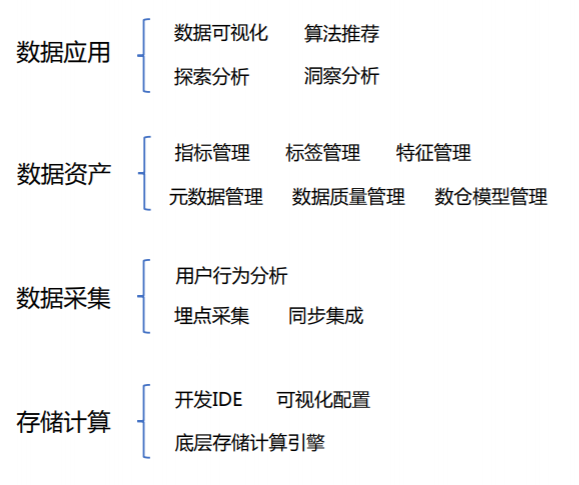 数据应用
数据可视化 算法推荐
探索分析 洞察分析
数据资产
指标管理 标签管理 特征管理
元数据管理 数据质量管理 数仓模型管理
数据采集
用户行为分析
埋点采集 同步集成
存储计算
开发IDE 可视化配置
底层存储计算引擎